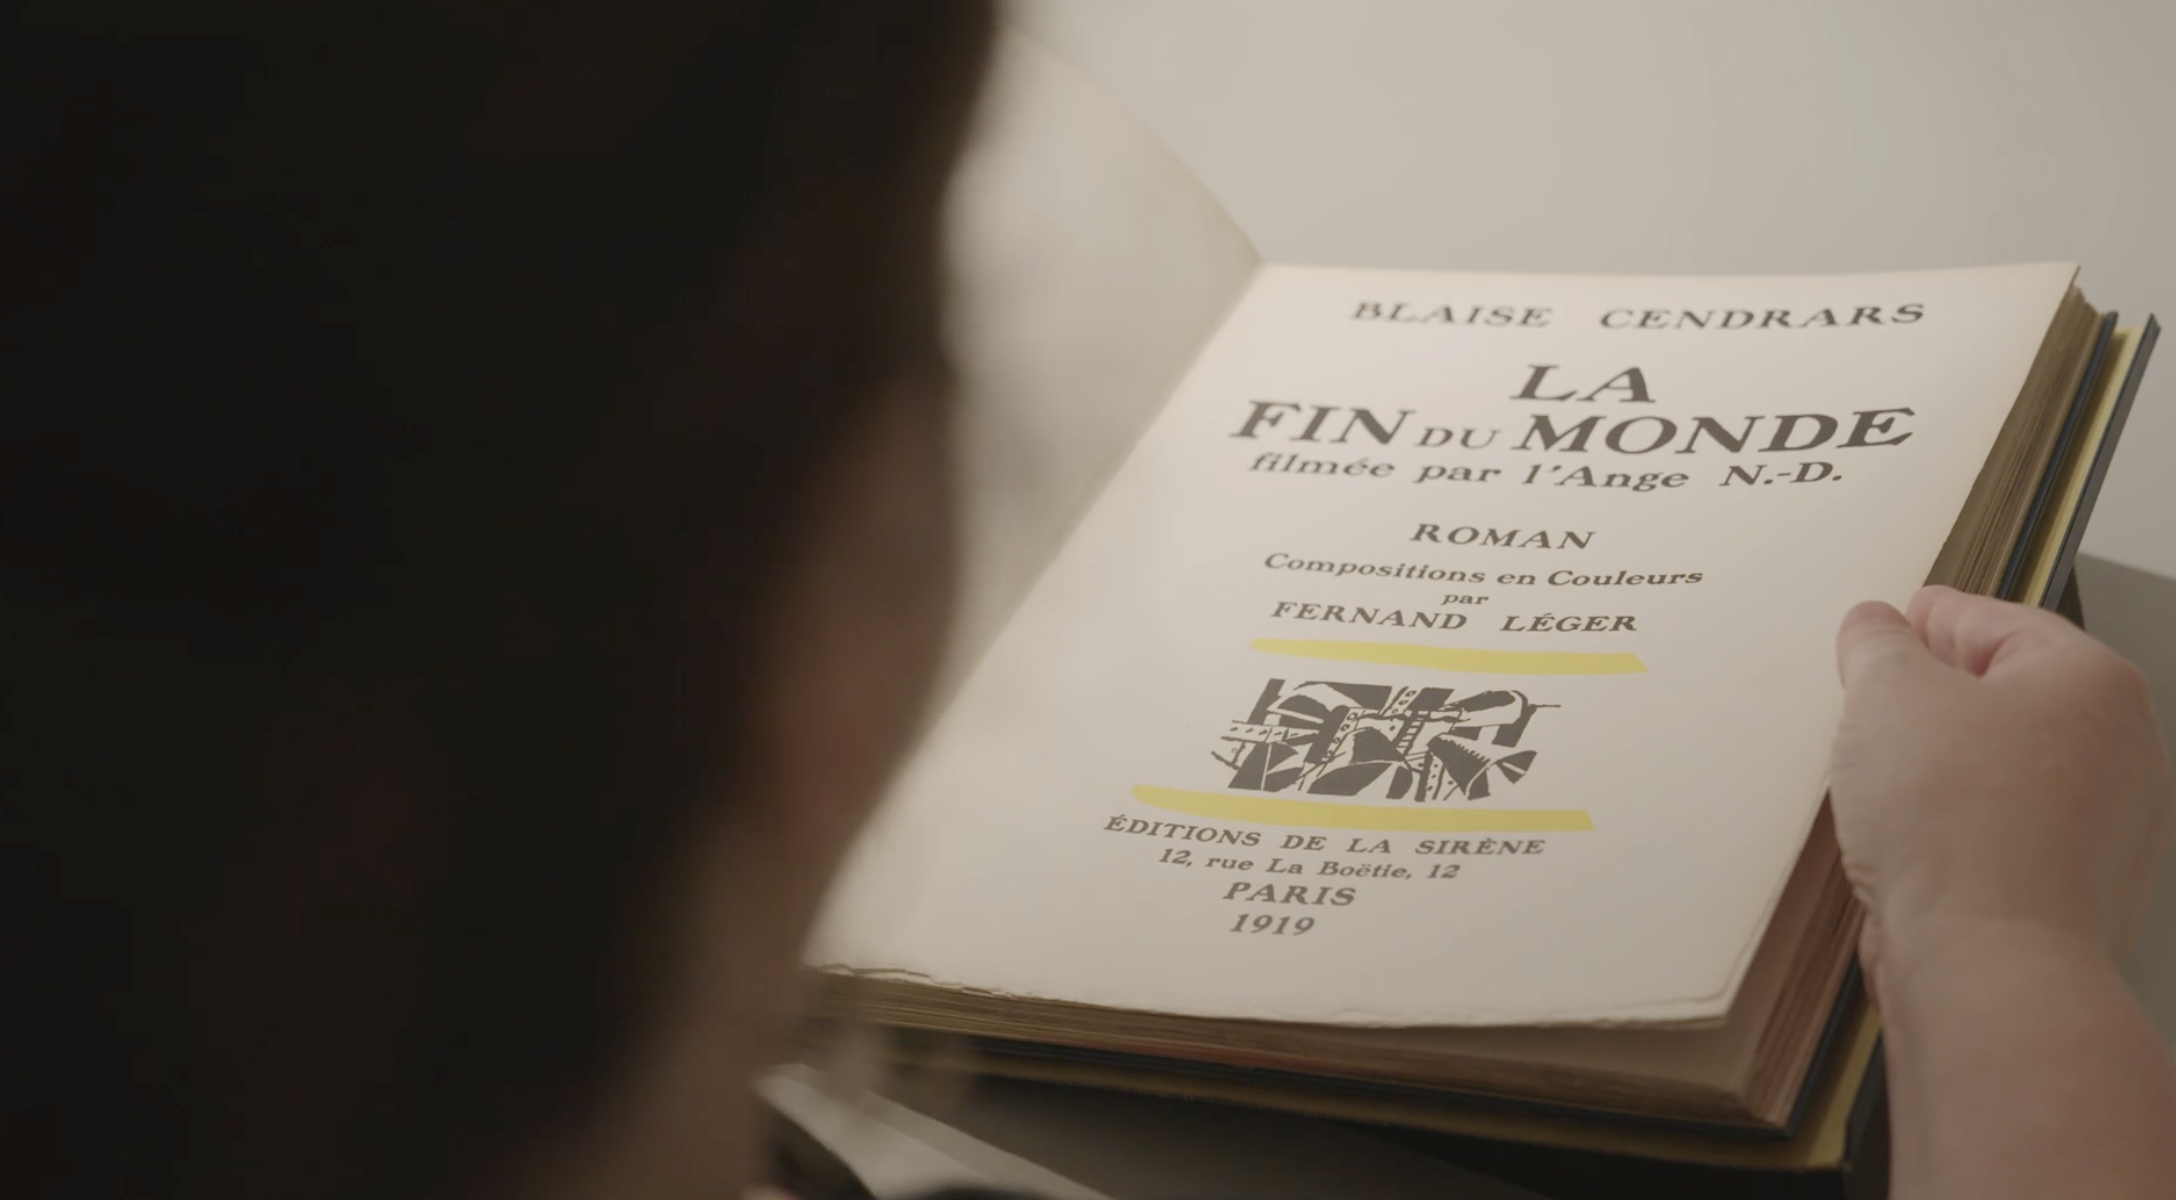 BLAISE CENDRARS
LA
FIN DU MONDE
filmée par l'Ange N.-D.
ROMAN
Compositions en Couleurs
par
FERNAND LÉGER
ÉDITIONS DE LA SIRÈNE
12, rue La Boëtie, 12
PARIS
1919